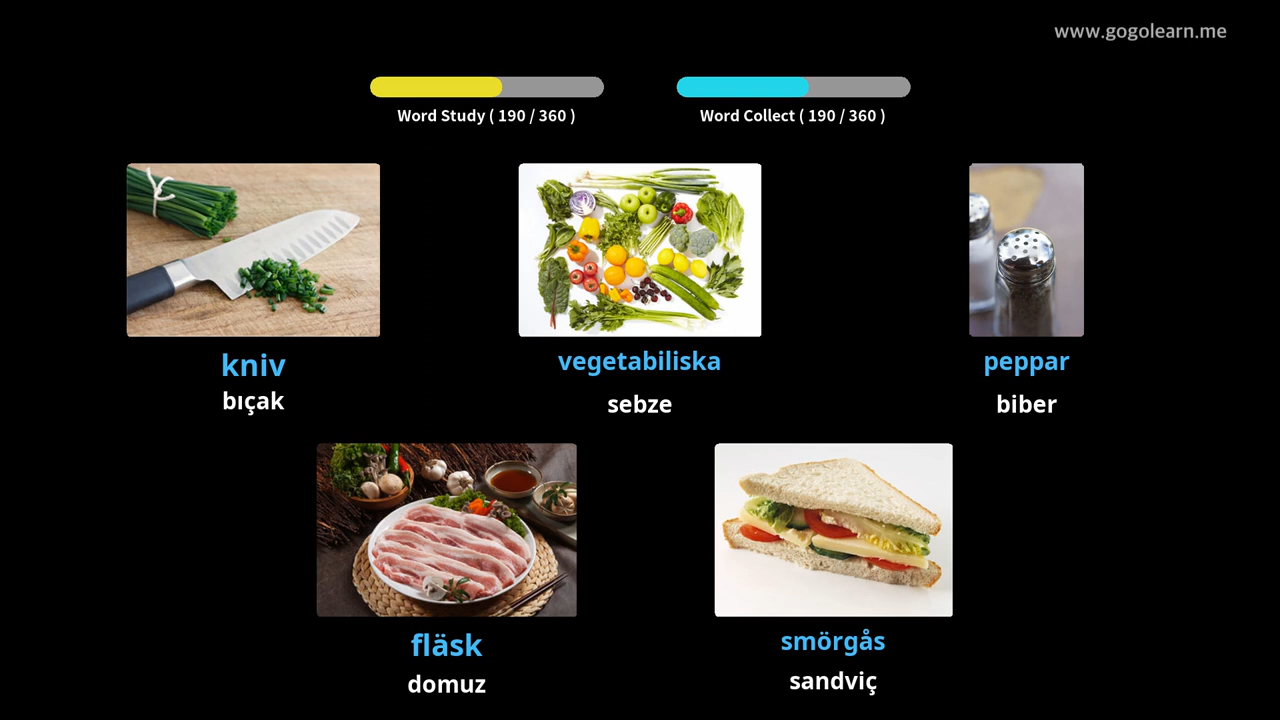 www.gogolearn.me
Word Study ( 190 / 360 )
Word Collect ( 190 / 360 )
kniv
bıçak
vegetabiliska
sebze
peppar
biber
fläsk
domuz
smörgås
sandviç